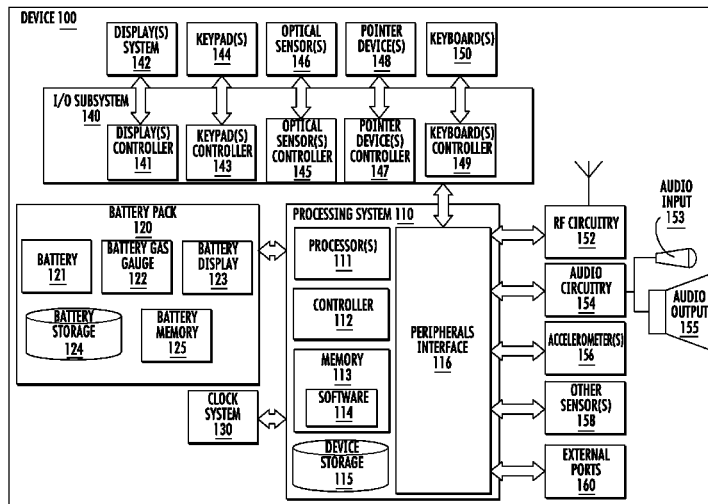 DEVICE 100
DISPLAY(S)
SYSTEM
142
KEYPAD(S)
144
OPTICAL
SENSOR(S)
146
POINTER
DEVICE(S)
148
KEYBOARD(S)
150
I/O SUBSYSTEM
140
DISPLAY(S)
CONTROLLER
141
KEYPAD(S)
CONTROLLER
143
OPTICAL
SENSOR(S)
CONTROLLER
145
POINTER
DEVICE(S)
CONTROLLER
147
KEYBOARD(S)
CONTROLLER
149
BATTERY PACK
120
BATTERY
121
BATTERY GAS
GAUGE
122
BATTERY
DISPLAY
123
BATTERY
STORAGE
124
BATTERY
MEMORY
125
CLOCK
SYSTEM
130
PROCESSING SYSTEM 110
PROCESSOR(S)
111
CONTROLLER
112
MEMORY
113
SOFTWARE
114
DEVICE
STORAGE
115
PERIPHERALS
INTERFACE
116
RF CIRCUITRY
152
AUDIO
INPUT
153
AUDIO
CIRCUITRY
154
AUDIO
OUTPUT
155
ACCELEROMETER(S)
156
OTHER
SENSOR(S)
158
EXTERNAL
PORTS
160